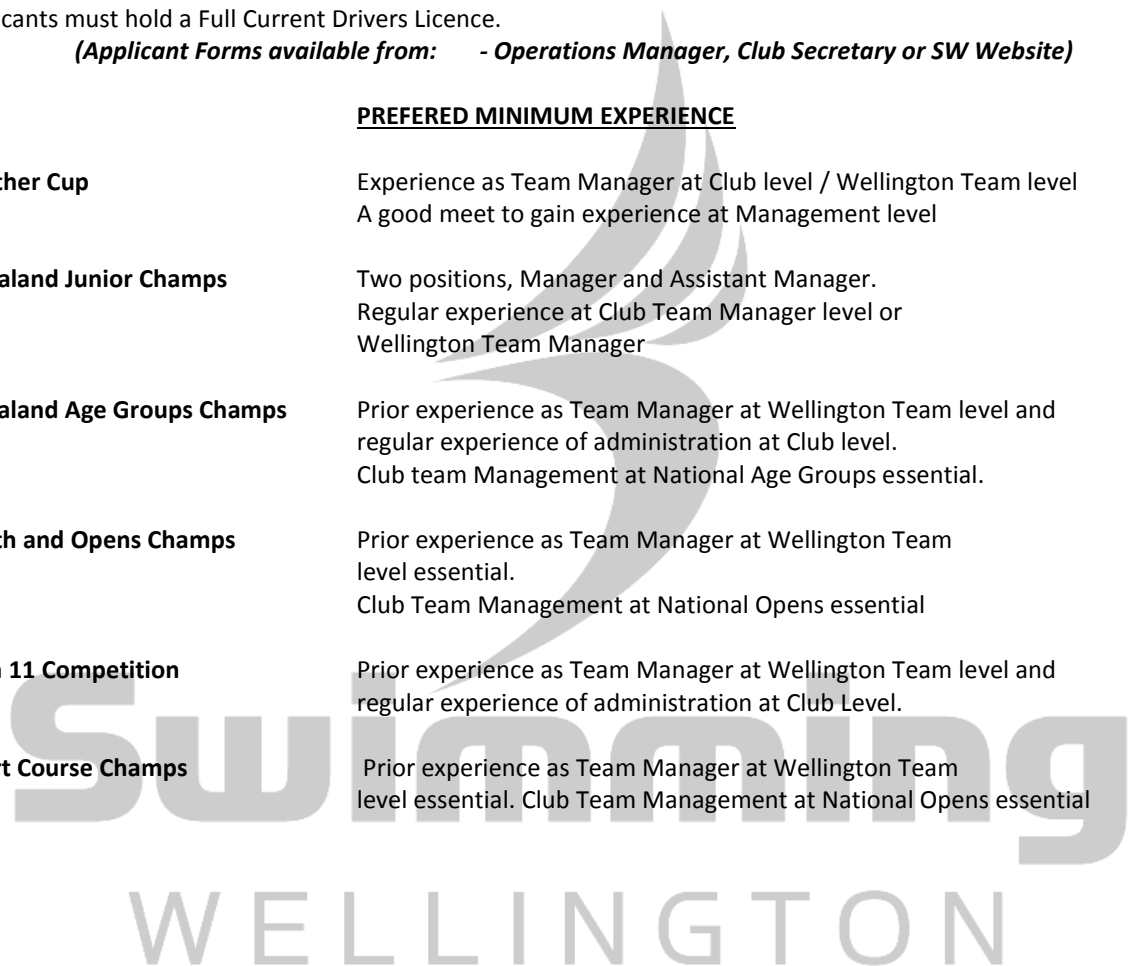 icants must hold a Full Current Drivers Licence.
(Applicant Forms available from: - Operations Manager, Club Secretary or SW Website)
PREFERED MINIMUM EXPERIENCE
ther Cup Experience as Team Manager at Club level / Wellington Team level
A good meet to gain experience at Management level
aland Junior Champs Two positions, Manager and Assistant Manager.
Regular experience at Club Team Manager level or
Wellington Team Manager
aland Age Groups Champs Prior experience as Team Manager at Wellington Team level and
regular experience of administration at Club level.
Club team Management at National Age Groups essential.
th and Opens Champs Prior experience as Team Manager at Wellington Team
level essential.
Club Team Management at National Opens essential
11 Competition Prior experience as Team Manager at Wellington Team level and
regular experience of administration at Club Level.
rt Course Champs Prior experience as Team Manager at Wellington Team
level essential. Club Team Management at National Opens essential
Swimming
WELLINGTON